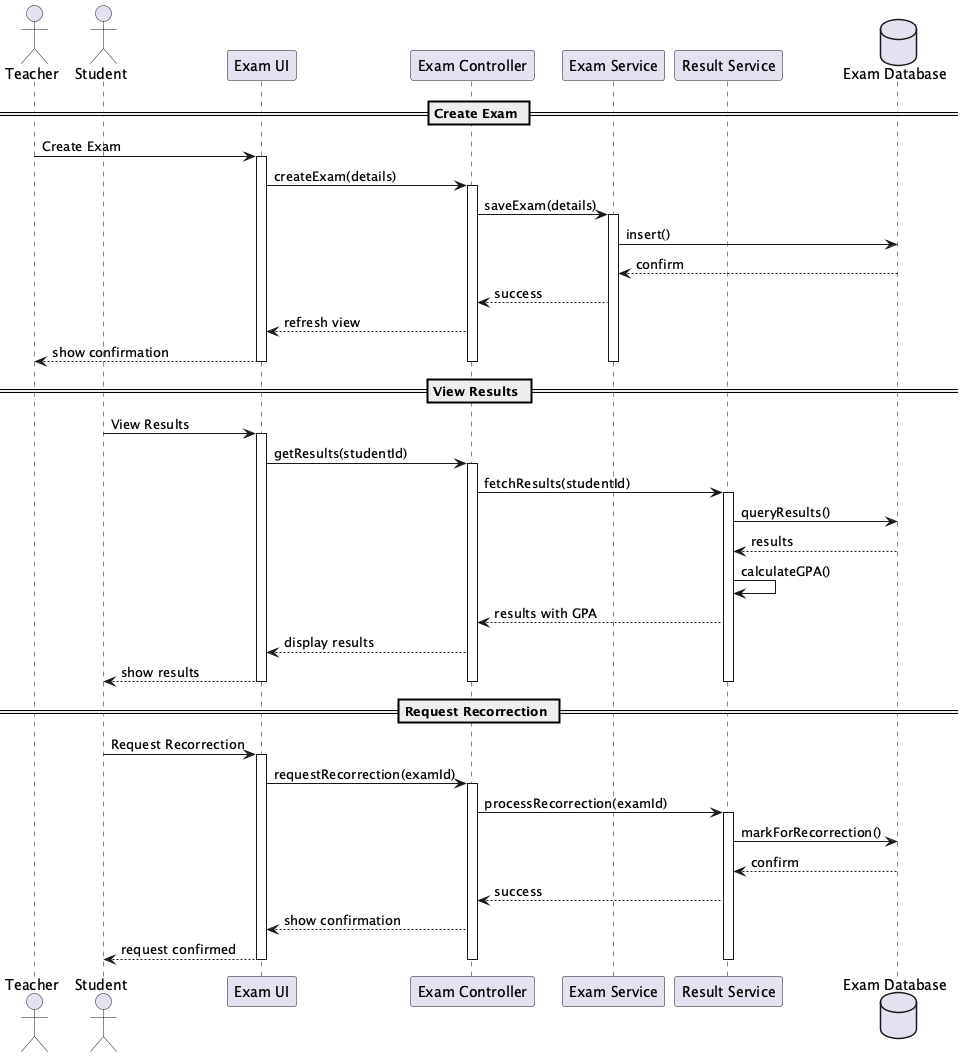 Teacher
Student
Exam UI
Exam Controller
Exam Service
Result Service
Exam Database
Create Exam
Create Exam
createExam(details)
saveExam(details)
insert()
confirm
success
refresh view
show confirmation
View Results
View Results
getResults(studentId)
fetchResults(studentId)
queryResults()
results
calculateGPA()
results with GPA
display results
show results
Request Recorrection
Request Recorrection
requestRecorrection(examId)
processRecorrection(examId)
markForRecorrection()
confirm
success
show confirmation
request confirmed
Teacher
Student
Exam UI
Exam Controller
Exam Service
Result Service
Exam Database